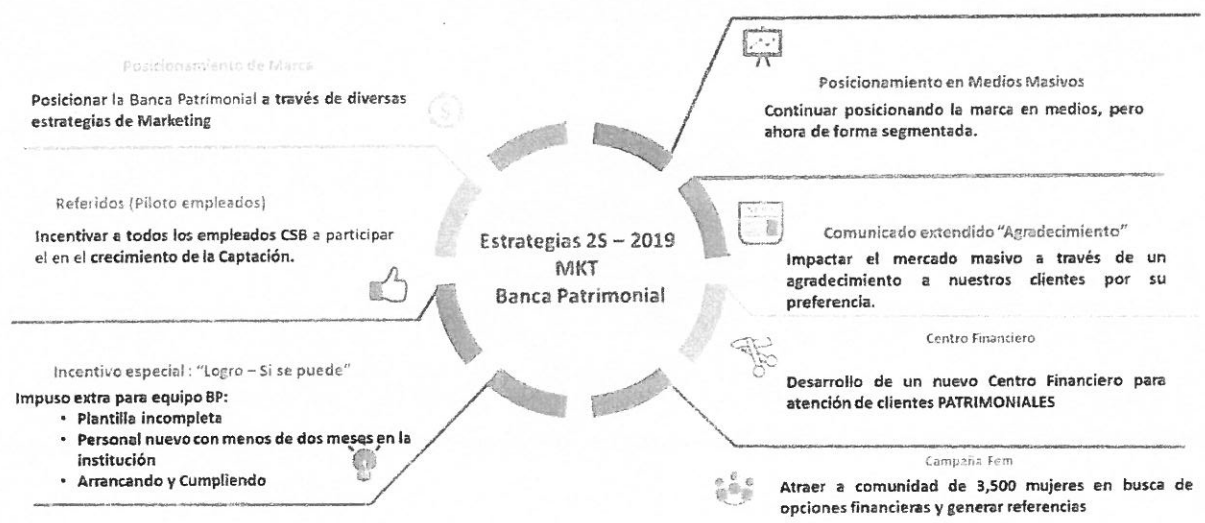 Posicionamiento de Marca
Posicionar la Banca Patrimonial a través de diversas
estrategias de Marketing
Referidos (Piloto empleados)
Incentivar a todos los empleados CSB a participar
el en el crecimiento de la Captación.
Incentivo especial : "Logro – Si se puede"
Impuso extra para equipo BP:
• Plantilla incompleta
• Personal nuevo con menos de dos meses en la
institución
• Arrancando y Cumpliendo
Estrategias 2S – 2019
MKT
Banca Patrimonial
Posicionamiento en Medios Masivos
Continuar posicionando la marca en medios, pero
ahora de forma segmentada.
Comunicado extendido "Agradecimiento"
Impactar el mercado masivo a través de un
agradecimiento a nuestros clientes por su
preferencia.
Centro Financiero
Desarrollo de un nuevo Centro Financiero para
atención de clientes PATRIMONIALES
Campaña Fem
Atraer a comunidad de 3,500 mujeres en busca de
opciones financieras y generar referencias